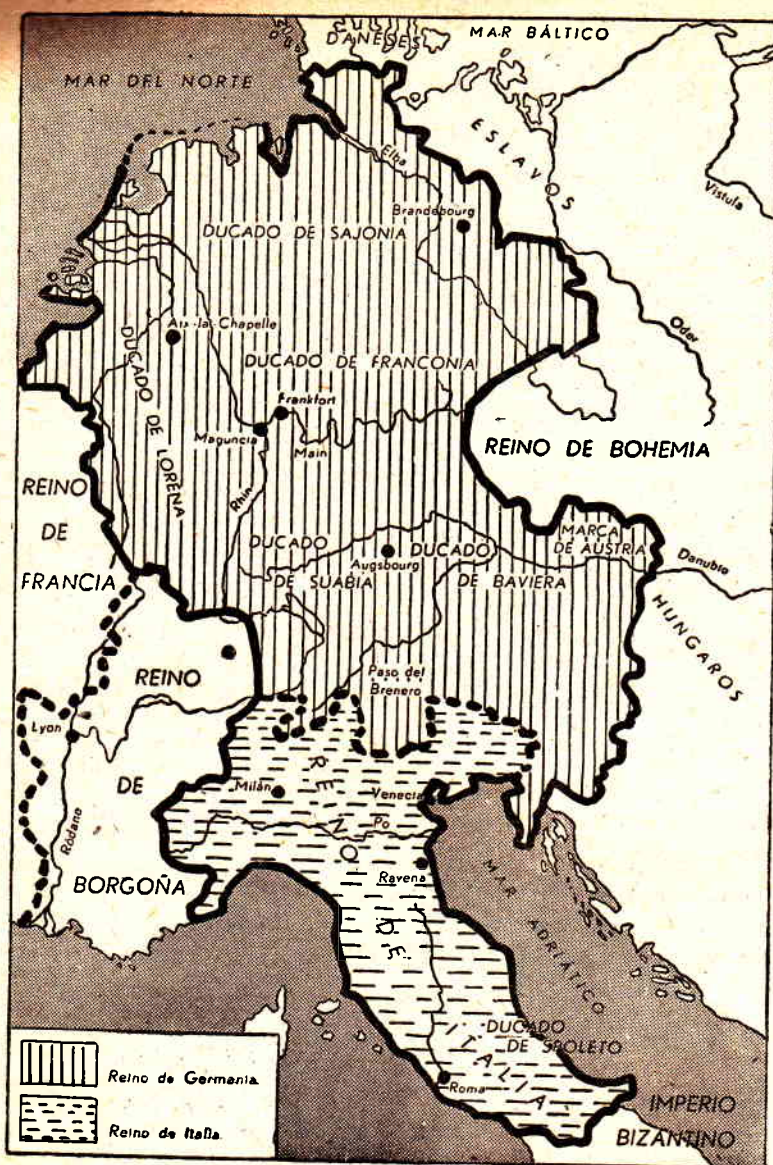 DANESES
MAR BÁLTICO
MAR DEL NORTE
ESLAVOS
Elba
Vistula
Brandebourg
DUCADO DE SAJONIA
Oder
Aix-la-Chapelle
DUCADO DE LORENA
DUCADO DE FRANCONIA
Frankfort
Maguncia
Main
REINO DE BOHEMIA
REINO
DE
FRANCIA
Rhin
DUCADO
DE SUABIA
Augsbourg
DUCADO
DE BAVIERA
MARCA
DE AUSTRIA
Danubio
HUNGAROS
REINO
DE
BORGOÑA
Paso del
Brenero
Lyon
Ródano
Milán
Venecia
Po
REINO
DE
ITALIA
Ravena
MAR ADRIÁTICO
DUCADO
DE SPOLETO
Roma
IMPERIO
BIZANTINO
Reino de Germania.
Reino de Italia.